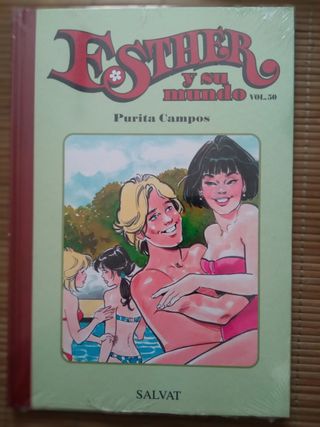 ESTHER
y su
mundo VOL. 50
Purita Campos
SALVAT